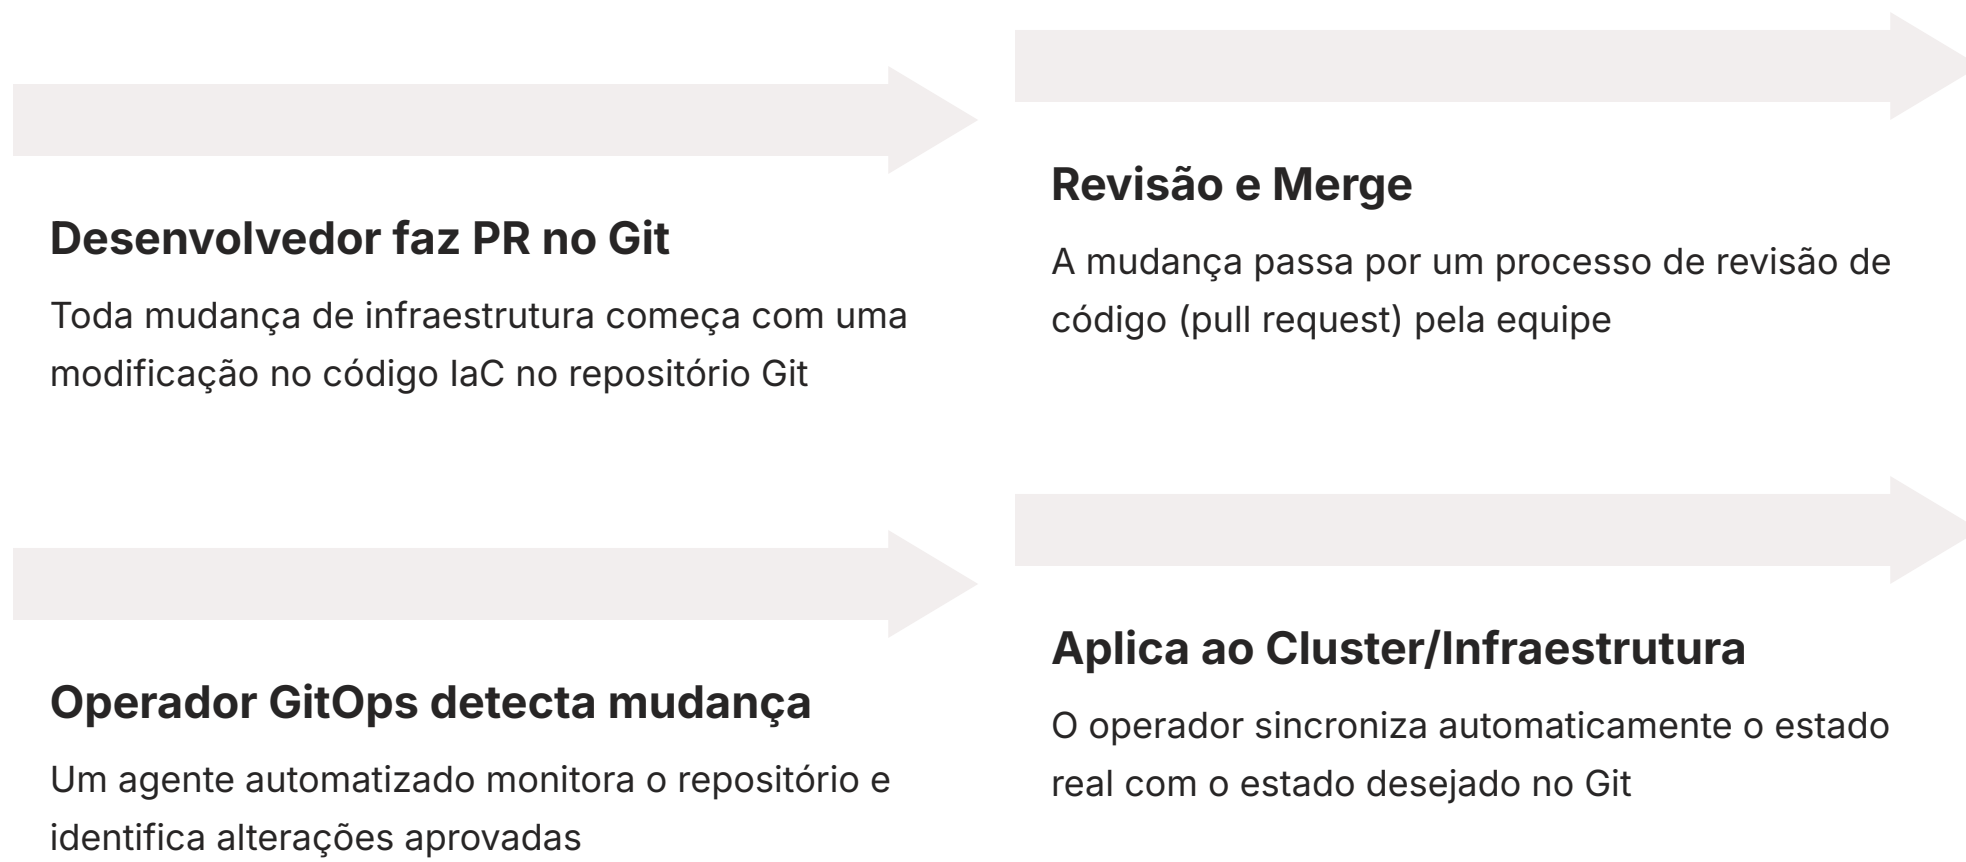 Desenvolvedor faz PR no Git
Toda mudança de infraestrutura começa com uma
modificação no código IaC no repositório Git
Revisão e Merge
A mudança passa por um processo de revisão de
código (pull request) pela equipe
Operador GitOps detecta mudança
Um agente automatizado monitora o repositório e
identifica alterações aprovadas
Aplica ao Cluster/Infraestrutura
O operador sincroniza automaticamente o estado
real com o estado desejado no Git